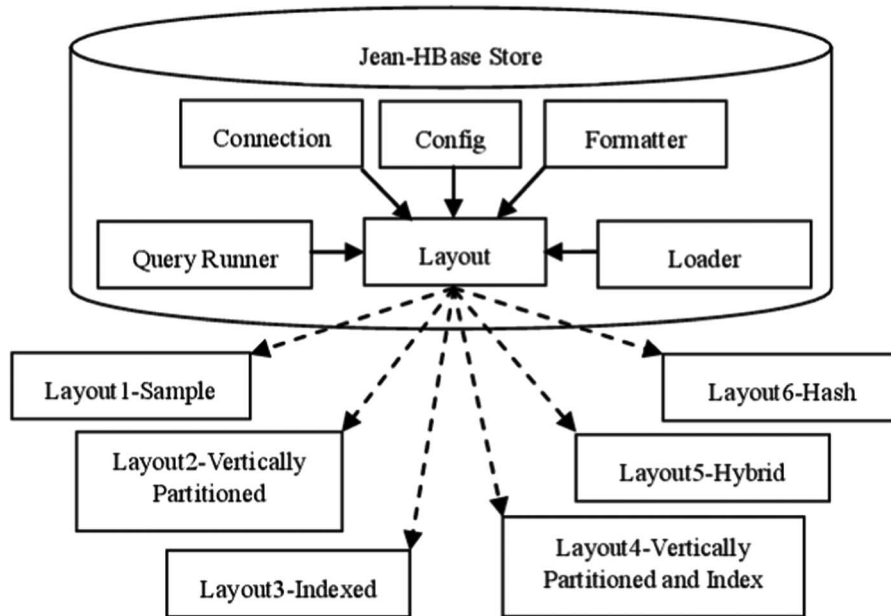 Jean-HBase Store
Connection
Config
Formatter
Query Runner
Layout
Loader
Layout1-Sample
Layout6-Hash
Layout2-Vertically
Partitioned
Layout5-Hybrid
Layout3-Indexed
Layout4-Vertically
Partitioned and Index